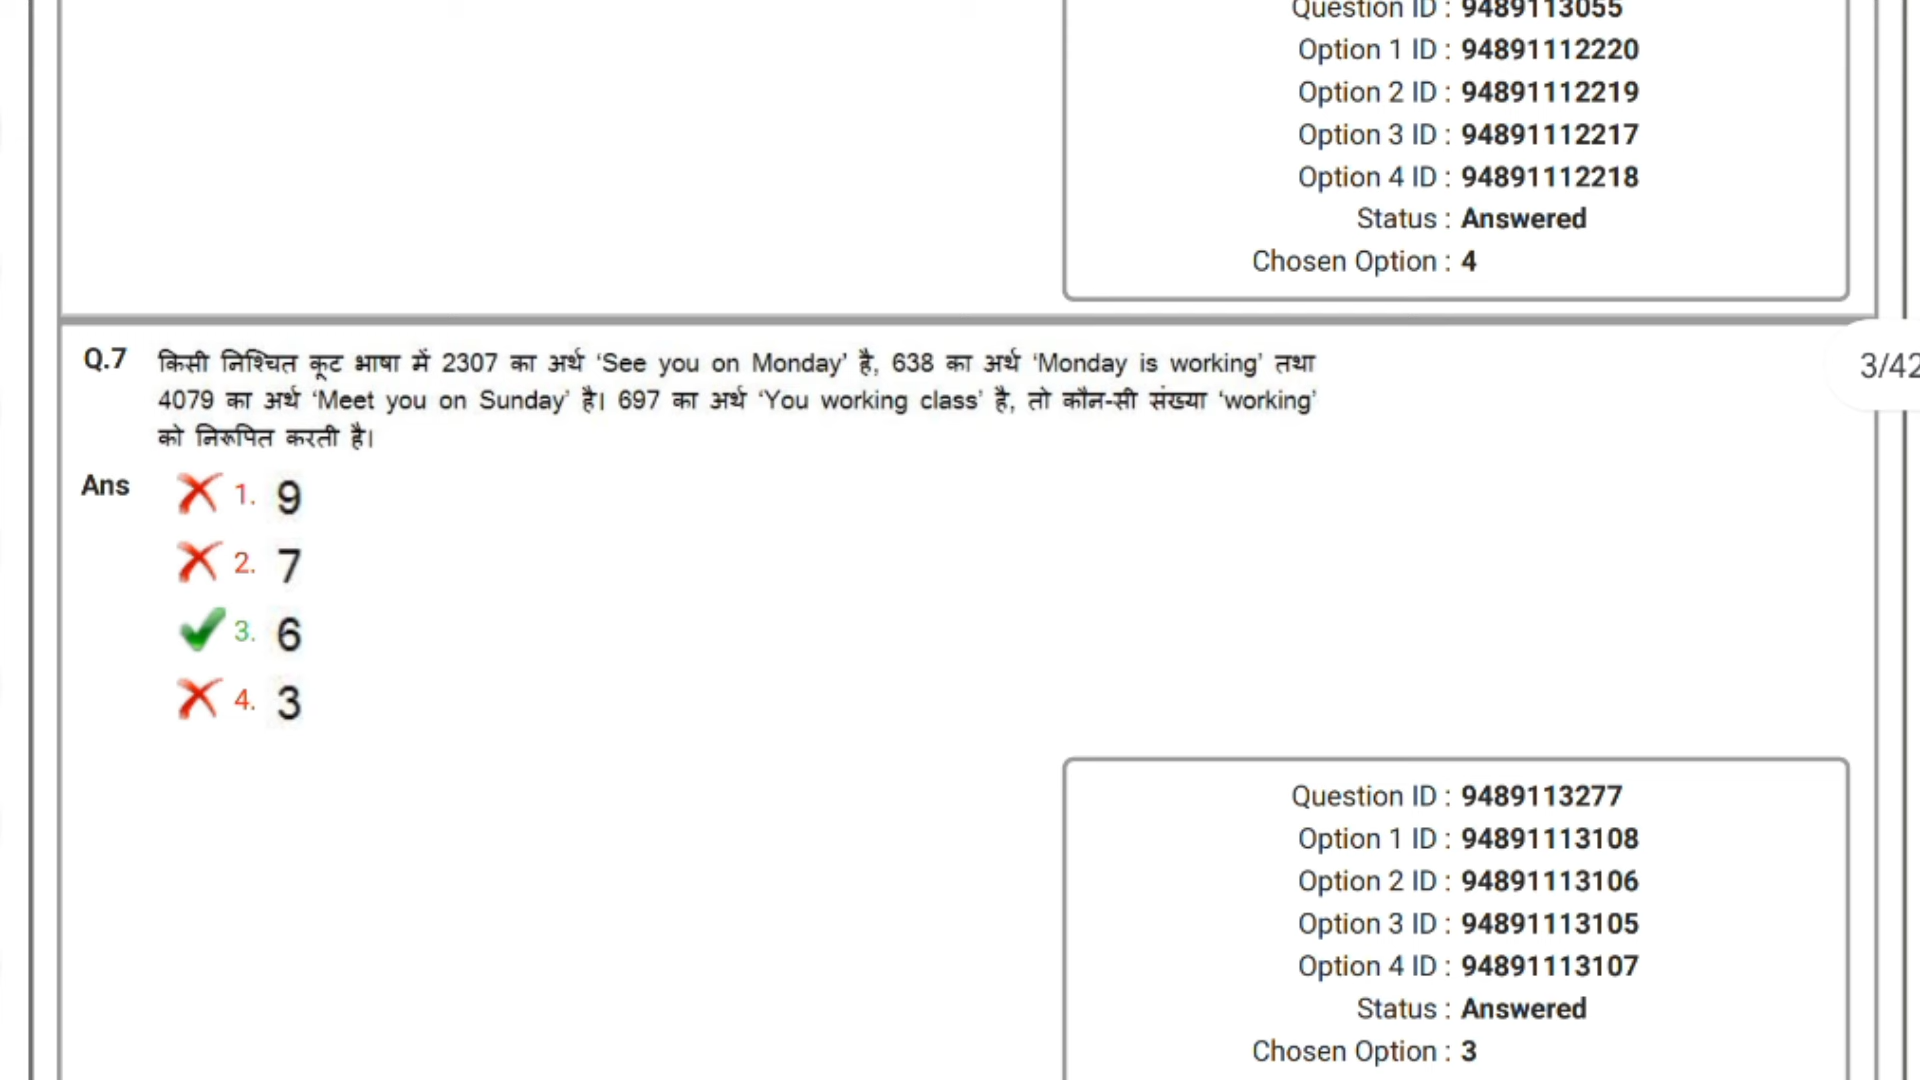 Question ID : 9489113055
Option 1 ID : 94891112220
Option 2 ID : 94891112219
Option 3 ID : 94891112217
Option 4 ID : 94891112218
Status : Answered
Chosen Option : 4
3/42
Q.7 किसी निश्चित कूट भाषा में 2307 का अर्थ ‘See you on Monday’ है, 638 का अर्थ ‘Monday is working’ तथा
4079 का अर्थ ‘Meet you on Sunday’ है। 697 का अर्थ ‘You working class’ है, तो कौन-सी संख्या ‘working’
को निरूपित करती है।
Ans 1. 9
2. 7
3. 6
4. 3
Question ID : 9489113277
Option 1 ID : 94891113108
Option 2 ID : 94891113106
Option 3 ID : 94891113105
Option 4 ID : 94891113107
Status : Answered
Chosen Option : 3